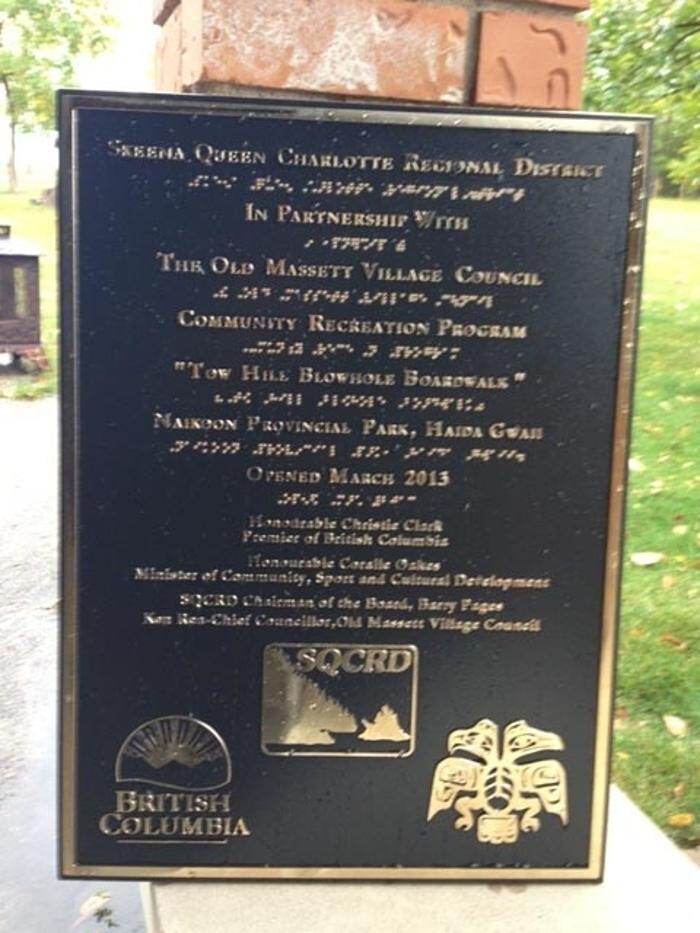 Skeena Queen Charlotte Regional District
In Partnership With
The Old Massett Village Council
Community Recreation Program
"Tow Hill Blowhole Boardwalk"
Naikoon Provincial Park, Haida Gwaii
Opened March 2013
Honourable Christie Clark
Premier of British Columbia
Honourable Coralie Oakes
Minister of Community, Sport and Cultural Development
SQCRD Chairman of the Board, Barry Pages
Ken Rea-Chief Councillor, Old Massett Village Council
SQCRD
BRITISH
COLUMBIA